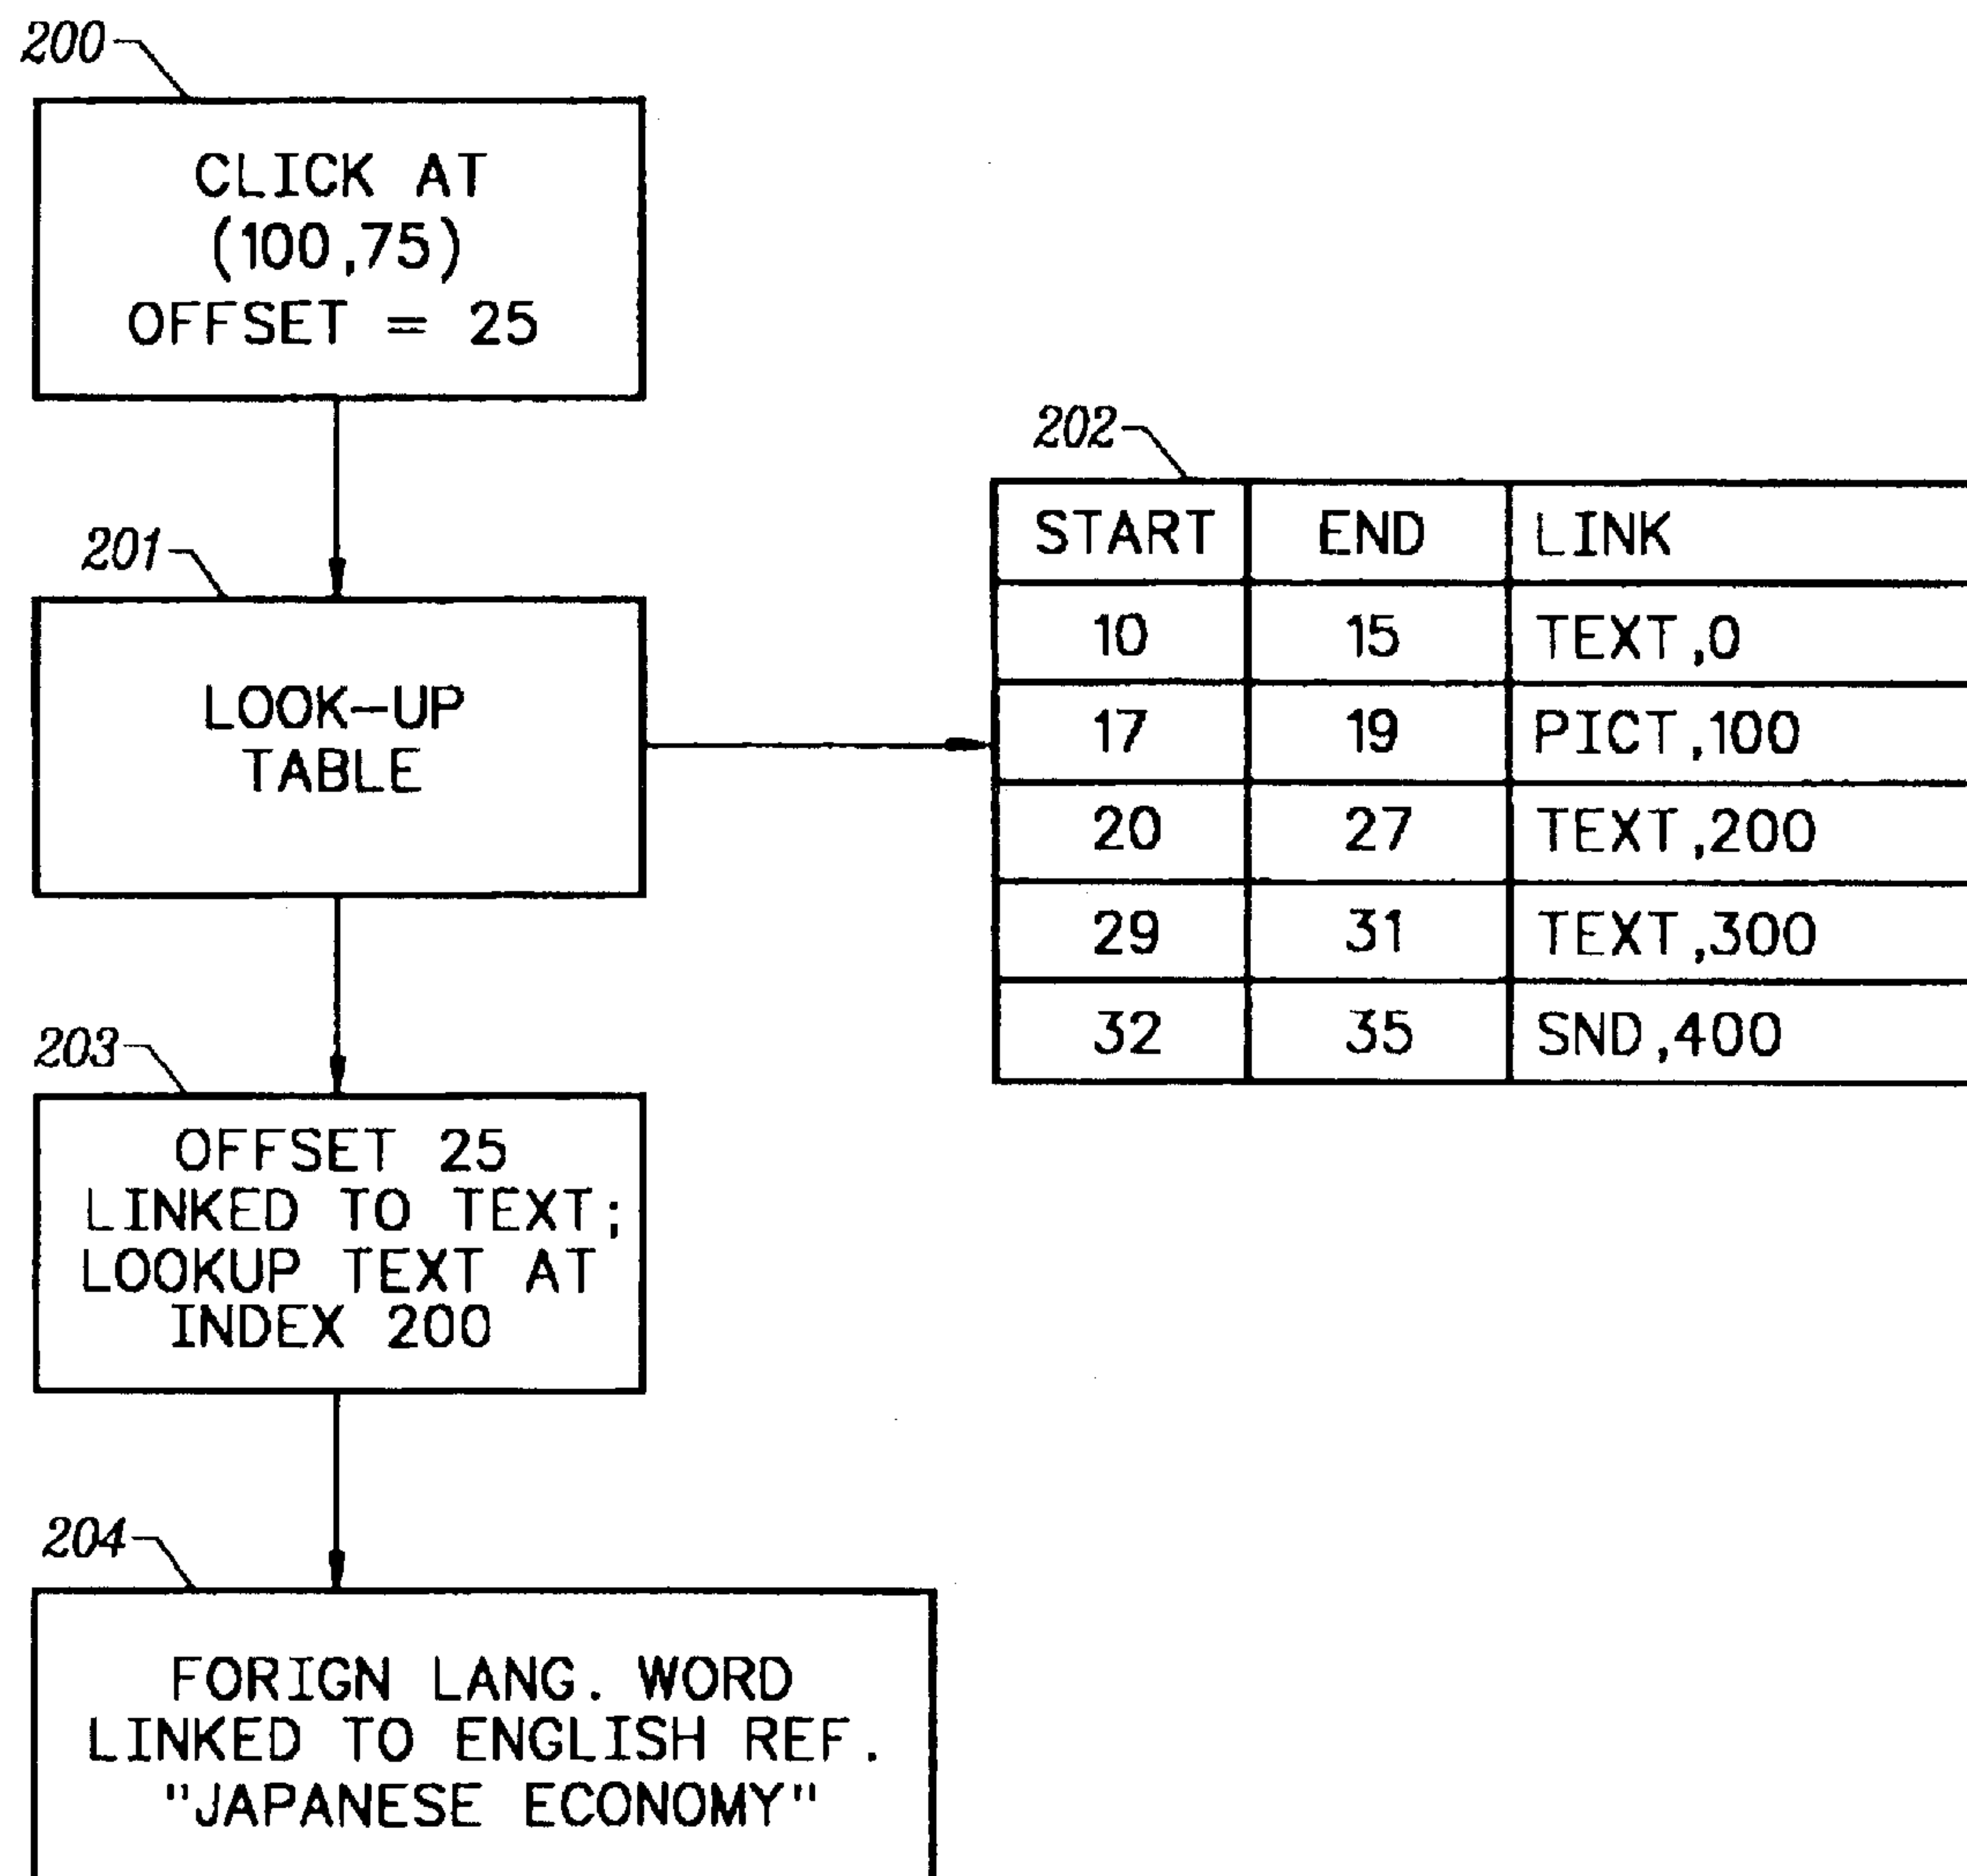 200
CLICK AT
(100,75)
OFFSET = 25
201
LOOK-UP
TABLE
202
START END LINK
10 15 TEXT,0
17 19 PICT,100
20 27 TEXT,200
29 31 TEXT,300
32 35 SND,400
203
OFFSET 25
LINKED TO TEXT;
LOOKUP TEXT AT
INDEX 200
204
FORIGN LANG. WORD
LINKED TO ENGLISH REF.
"JAPANESE ECONOMY"